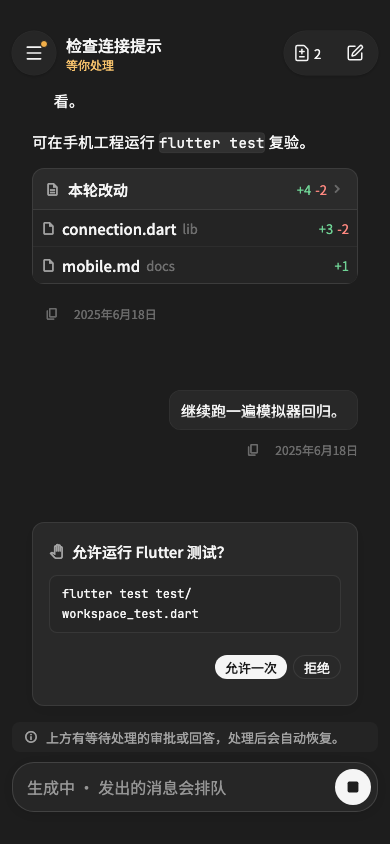 检查连接提示
等你处理
2
看。
可在手机工程运行 flutter test 复验。
本轮改动 +4 -2
connection.dart lib +3 -2
mobile.md docs +1
2025年6月18日
继续跑一遍模拟器回归。
2025年6月18日
允许运行 Flutter 测试？
flutter test test/
workspace_test.dart
允许一次 拒绝
上方有等待处理的审批或回答，处理后会自动恢复。
生成中 · 发出的消息会排队